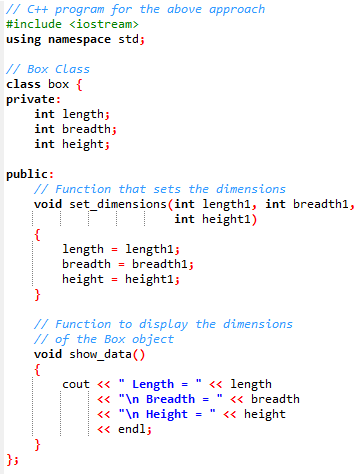 // C++ program for the above approach
#include <iostream>
using namespace std;
// Box Class
class box {
private:
    int length;
    int breadth;
    int height;
public:
    // Function that sets the dimensions
    void set_dimensions(int length1, int breadth1,
                        int height1)
    {
        length = length1;
        breadth = breadth1;
        height = height1;
    }
    // Function to display the dimensions
    // of the Box object
    void show_data()
    {
        cout << " Length = " << length
             << "\n Breadth = " << breadth
             << "\n Height = " << height
             << endl;
    }
};